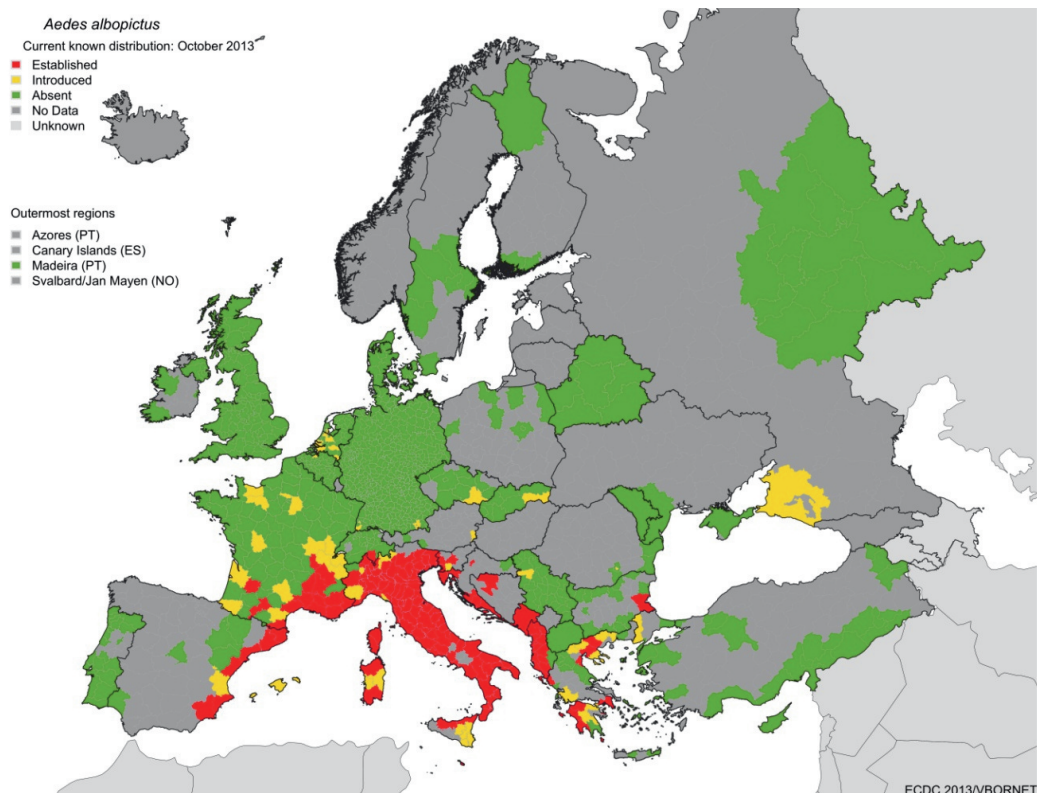 Aedes albopictus
Current known distribution: October 2013
Established
Introduced
Absent
No Data
Unknown
Outermost regions
Azores (PT)
Canary Islands (ES)
Madeira (PT)
Svalbard/Jan Mayen (NO)
ECDC 2013/VBORNET